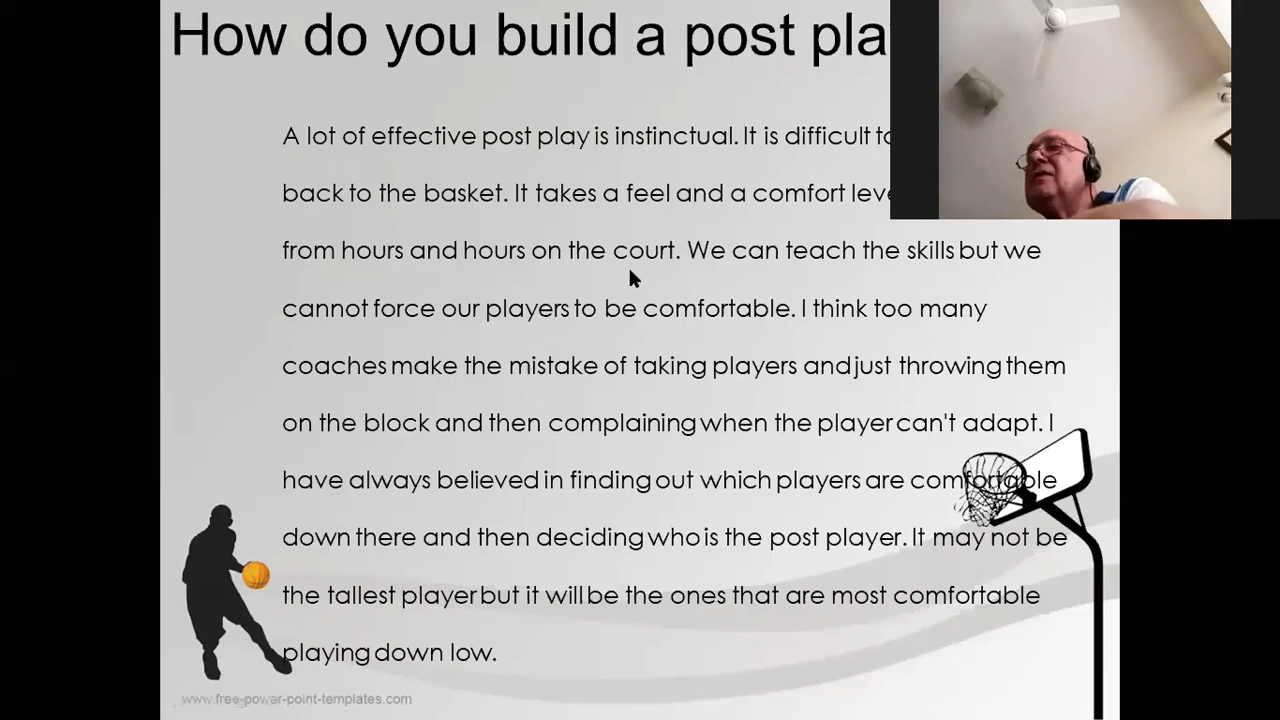 How do you build a post pla
A lot of effective post play is instinctual. It is difficult to
back to the basket. It takes a feel and a comfort leve
from hours and hours on the court. We can teach the skills but we
cannot force our players to be comfortable. I think too many
coaches make the mistake of taking players and just throwing them
on the block and then complaining when the player can't adapt. I
have always believed in finding out which players are comfortable
down there and then deciding who is the post player. It may not be
the tallest player but it will be the ones that are most comfortable
playing down low.
www.free-power-point-templates.com